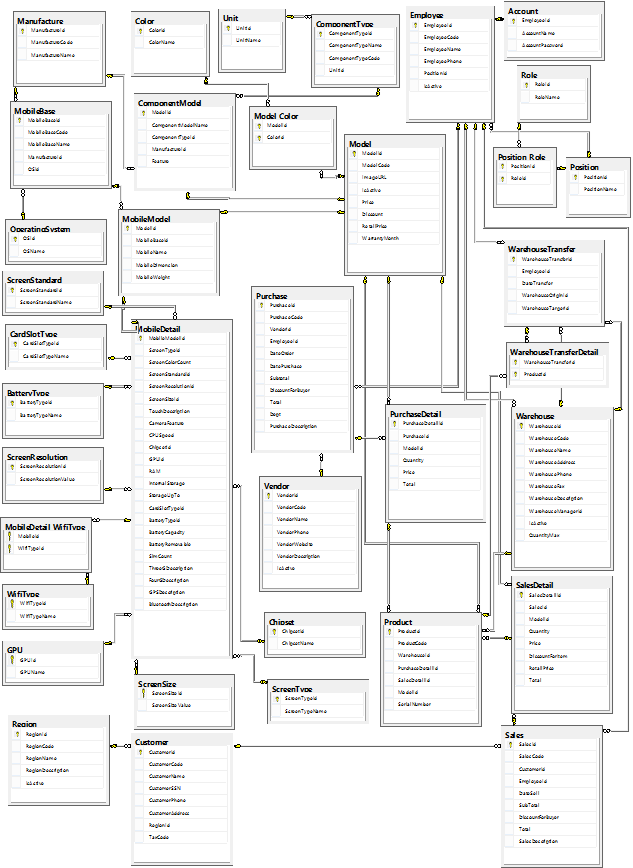 Manufacture
ManufactureId
ManufactureCode
ManufactureName
Color
ColorId
ColorName
Unit
UnitId
UnitName
ComponentType
ComponentTypeId
ComponentTypeName
ComponentTypeCode
UnitId
Employee
EmployeeId
EmployeeCode
EmployeeName
EmployeePhone
PositionId
IsActive
Account
EmployeeId
AccountName
AccountPassword
Role
RoleId
RoleName
MobileBase
MobileBaseId
MobileBaseCode
MobileBaseName
ManufactureId
OSId
ComponentModel
ModelId
ComponentModelName
ComponentTypeId
ManufactureId
Feature
Model Color
ModelId
ColorId
Model
ModelId
ModelCode
ImageURL
IsActive
Price
Discount
RetailPrice
WarrantyMonth
Position Role
PositionId
RoleId
Position
PositionId
PositionName
OperatingSystem
OSId
OSName
MobileModel
ModelId
MobileBaseId
MobileName
MobileDimension
MobileWeight
WarehouseTransfer
WarehouseTransferId
EmployeeId
DateTransfer
WarehouseOriginId
WarehouseTargetId
ScreenStandard
ScreenStandardId
ScreenStandardName
Purchase
PurchaseId
PurchaseCode
VendorId
EmployeeId
DateOrder
DatePurchase
Subtotal
DiscountForBuyer
Total
Dept
PurchaseDescription
MobileDetail
MobileModelId
ScreenTypeId
ScreenColorCount
ScreenStandardId
ScreenResolutionId
ScreenSizeId
TouchDescription
CameraFeature
CPUSpeed
ChipsetId
GPUId
RAM
InternalStorage
StorageUpTo
CardSlotTypeId
BatteryTypeId
BatteryCapacity
BatteryRemovable
SimCount
ThreeGDescription
FourGDescription
GPSDescription
BluetoothDescription
CardSlotType
CardSlotTypeId
CardSlotTypeName
WarehouseTransferDetail
WarehouseTransferId
ProductId
BatteryType
BatteryTypeId
BatteryTypeName
PurchaseDetail
PurchaseDetailId
PurchaseId
ModelId
Quantity
Price
Total
Warehouse
WarehouseId
WarehouseCode
WarehouseName
WarehouseAddress
WarehousePhone
WarehouseFax
WarehouseDescription
WarehouseManagerId
IsActive
QuantityMax
ScreenResolution
ScreenResolutionId
ScreenResolutionValue
Vendor
VendorId
VendorCode
VendorName
VendorPhone
VendorWebsite
VendorDescription
IsActive
MobileDetail WifiType
MobileId
WifiTypeId
WifiType
WifiTypeId
WifiTypeName
SalesDetail
SalesDetailId
SalesId
ModelId
Quantity
Price
DiscountForItem
RetailPrice
Total
Chipset
ChipsetId
ChipsetName
Product
ProductId
ProductCode
WarehouseId
PurchaseDetailId
SalesDetailId
ModelId
SerialNumber
GPU
GPUId
GPUName
ScreenSize
ScreenSizeId
ScreenSizeValue
ScreenType
ScreenTypeId
ScreenTypeName
Region
RegionId
RegionCode
RegionName
RegionDescription
IsActive
Customer
CustomerId
CustomerCode
CustomerName
CustomerSSN
CustomerPhone
CustomerAddress
RegionId
TaxCode
Sales
SalesId
SalesCode
CustomerId
EmployeeId
DateSell
SubTotal
DiscountForBuyer
Total
SalesDescription